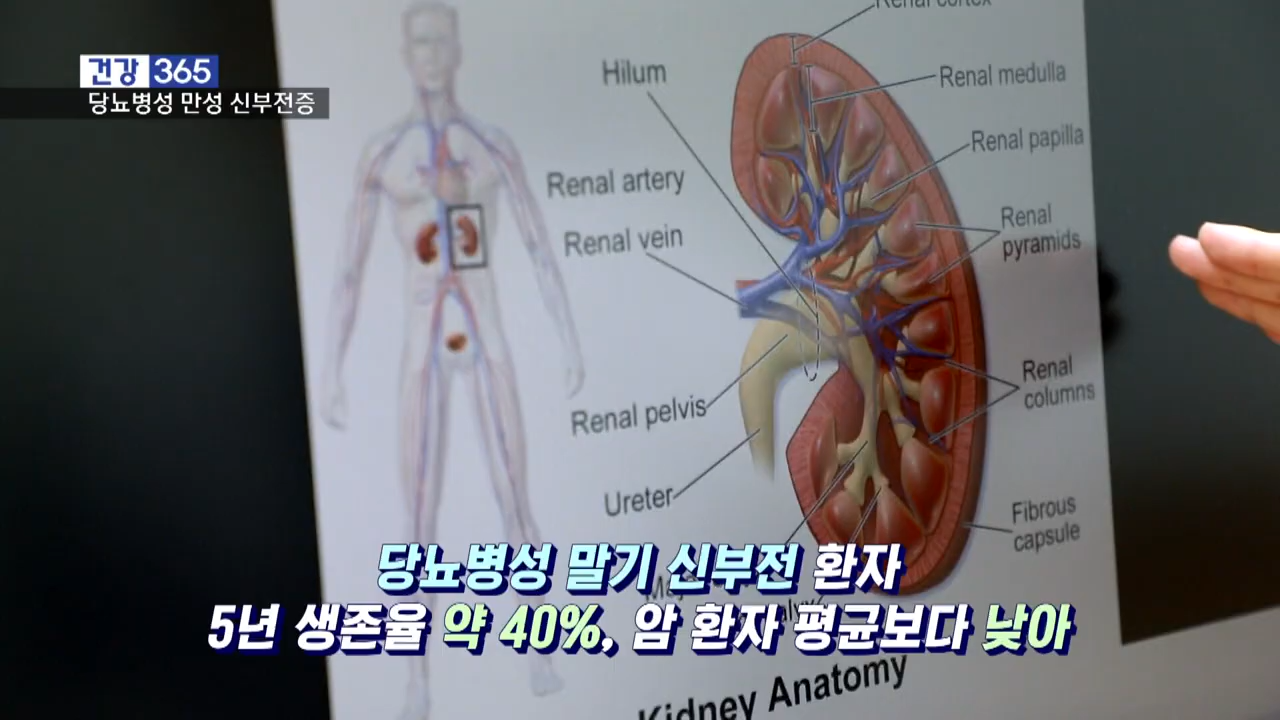 건강 365
당뇨병성 만성 신부전증
Renal cortex
Hilum
Renal medulla
Renal papilla
Renal artery
Renal vein
Renal
pyramids
Renal pelvis
Renal
columns
Ureter
Fibrous
capsule
당뇨병성 말기 신부전 환자
5년 생존율 약 40%, 암 환자 평균보다 낮아
Kidney Anatomy